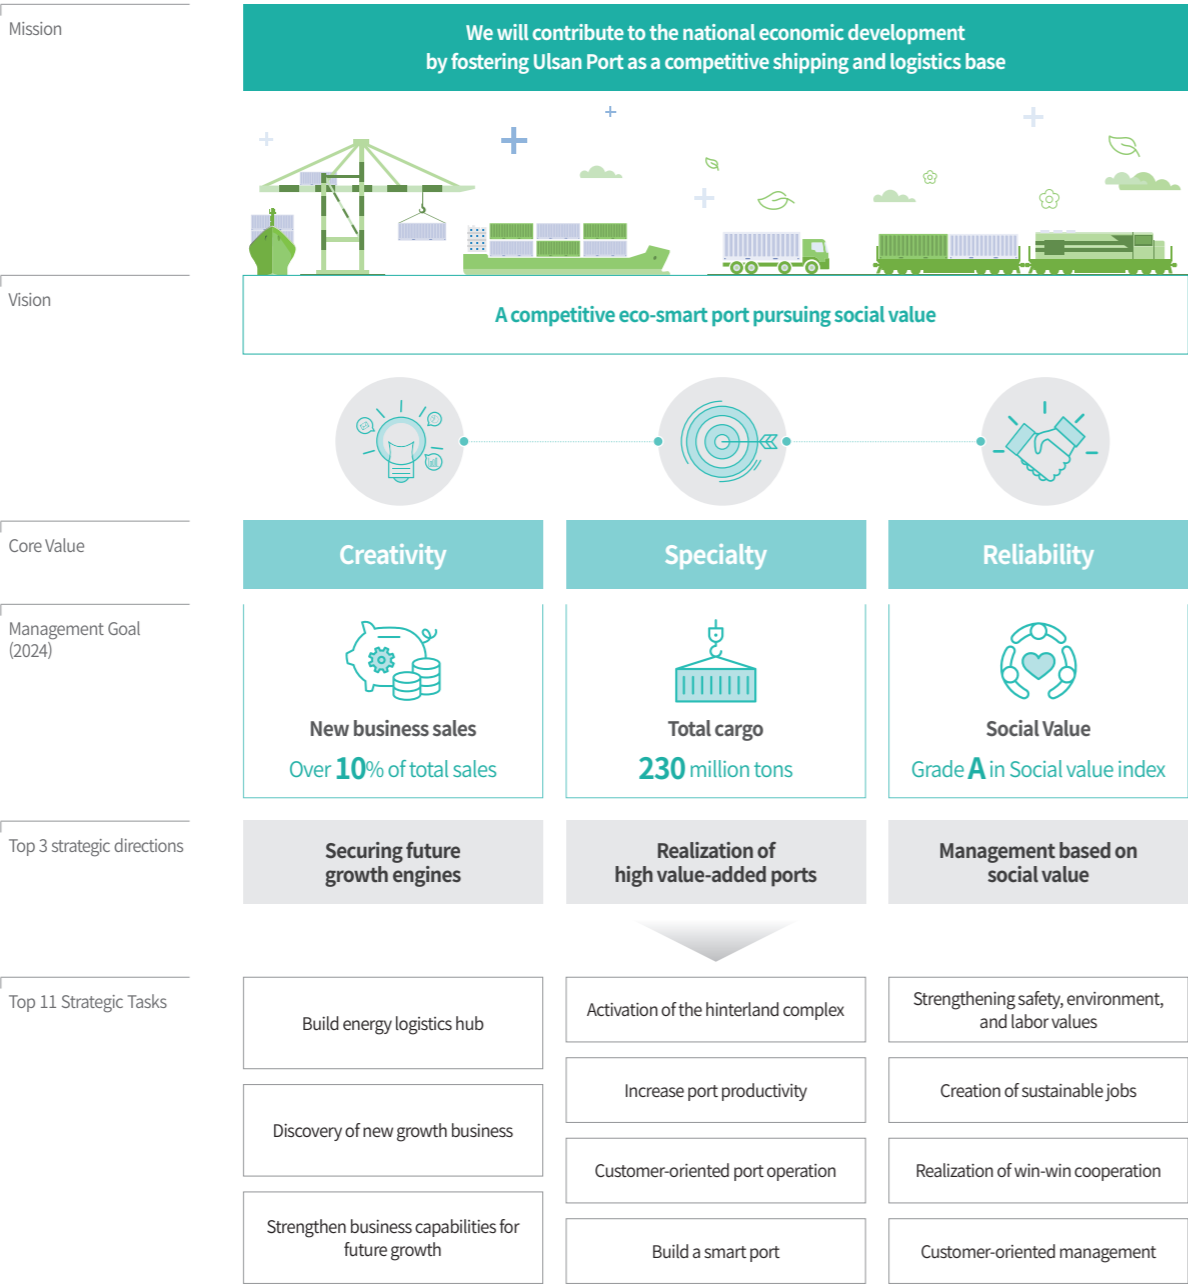 Mission
We will contribute to the national economic development
by fostering Ulsan Port as a competitive shipping and logistics base
Vision
A competitive eco-smart port pursuing social value
Core Value
Creativity
Specialty
Reliability
Management Goal
(2024)
New business sales
Over 10% of total sales
Total cargo
230 million tons
Social Value
Grade A in Social value index
Top 3 strategic directions
Securing future
growth engines
Realization of
high value-added ports
Management based on
social value
Top 11 Strategic Tasks
Build energy logistics hub
Discovery of new growth business
Strengthen business capabilities for
future growth
Activation of the hinterland complex
Increase port productivity
Customer-oriented port operation
Build a smart port
Strengthening safety, environment,
and labor values
Creation of sustainable jobs
Realization of win-win cooperation
Customer-oriented management